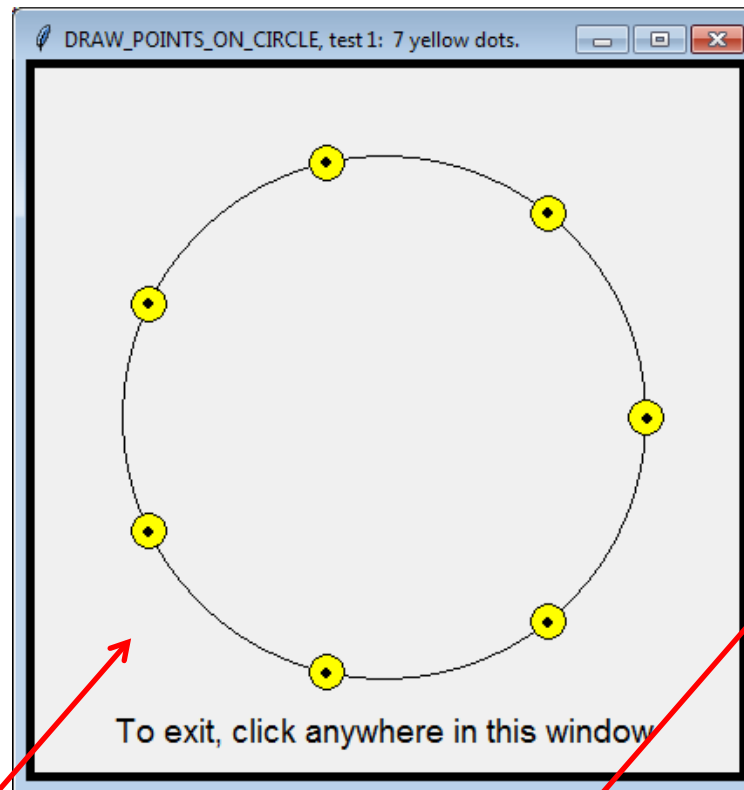 DRAW_POINTS_ON_CIRCLE, test 1: 7 yellow dots.
To exit, click anywhere in this window